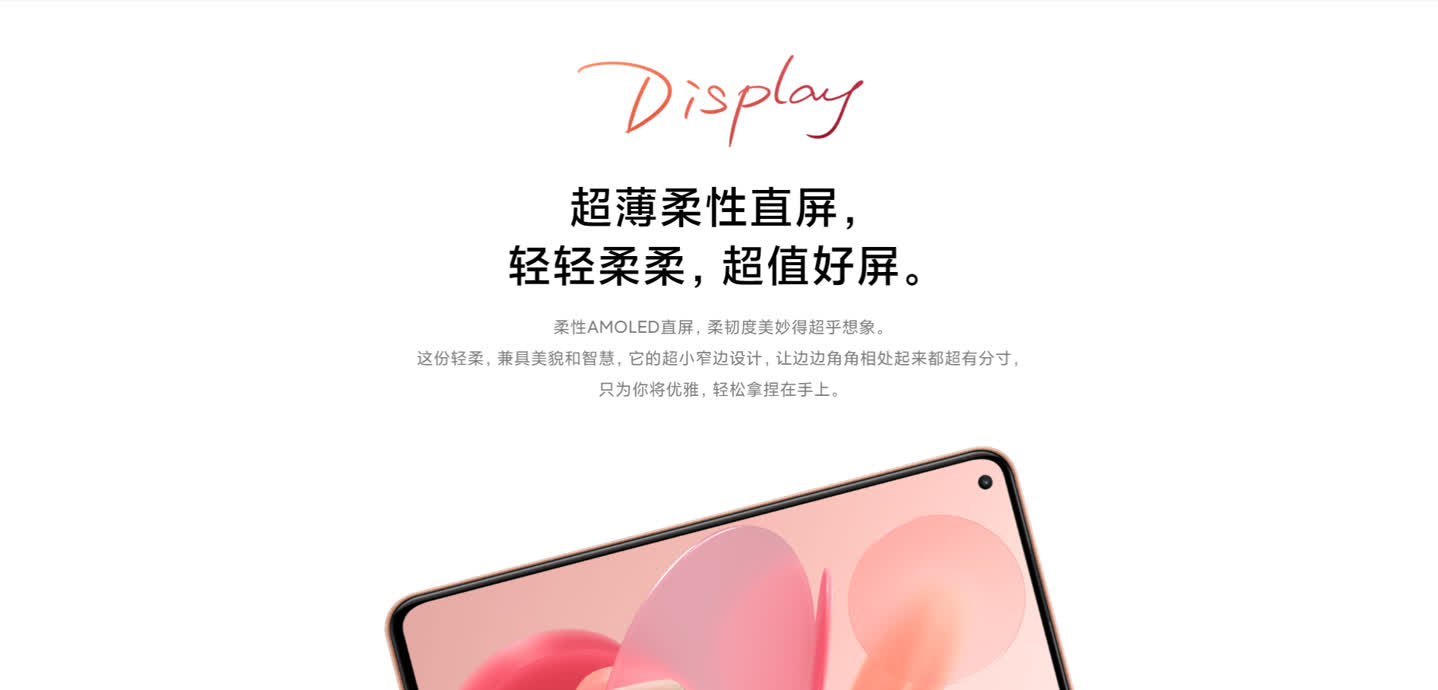 Display
超薄柔性直屏，
轻轻柔柔，超值好屏。
柔性AMOLED直屏，柔韧度美妙得超乎想象。
这份轻柔，兼具美貌和智慧，它的超小窄边设计，让边边角角相处起来都超有分寸，
只为你将优雅，轻松拿捏在手上。